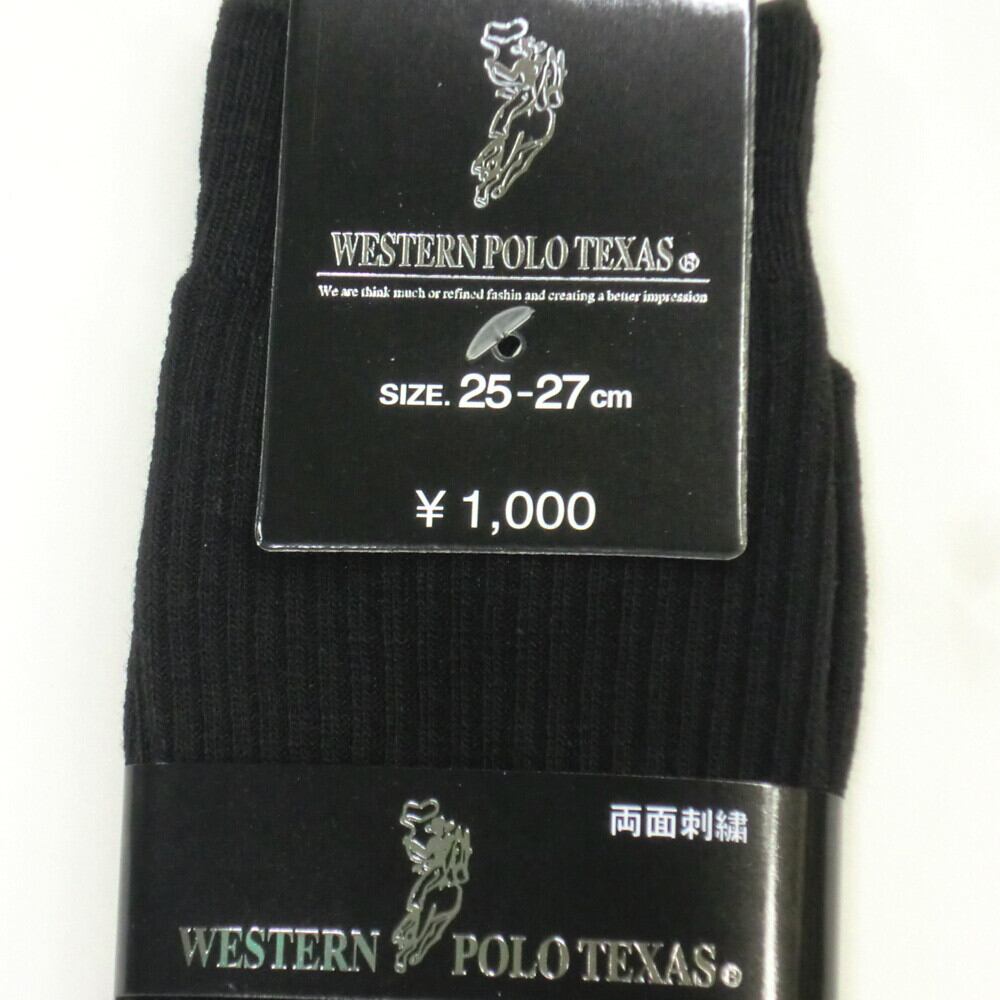 WESTERN POLO TEXAS®
We are think much or refined fashin and creating a better impression
SIZE. 25-27cm
¥1,000
両面刺繍
WESTERN POLO TEXAS®